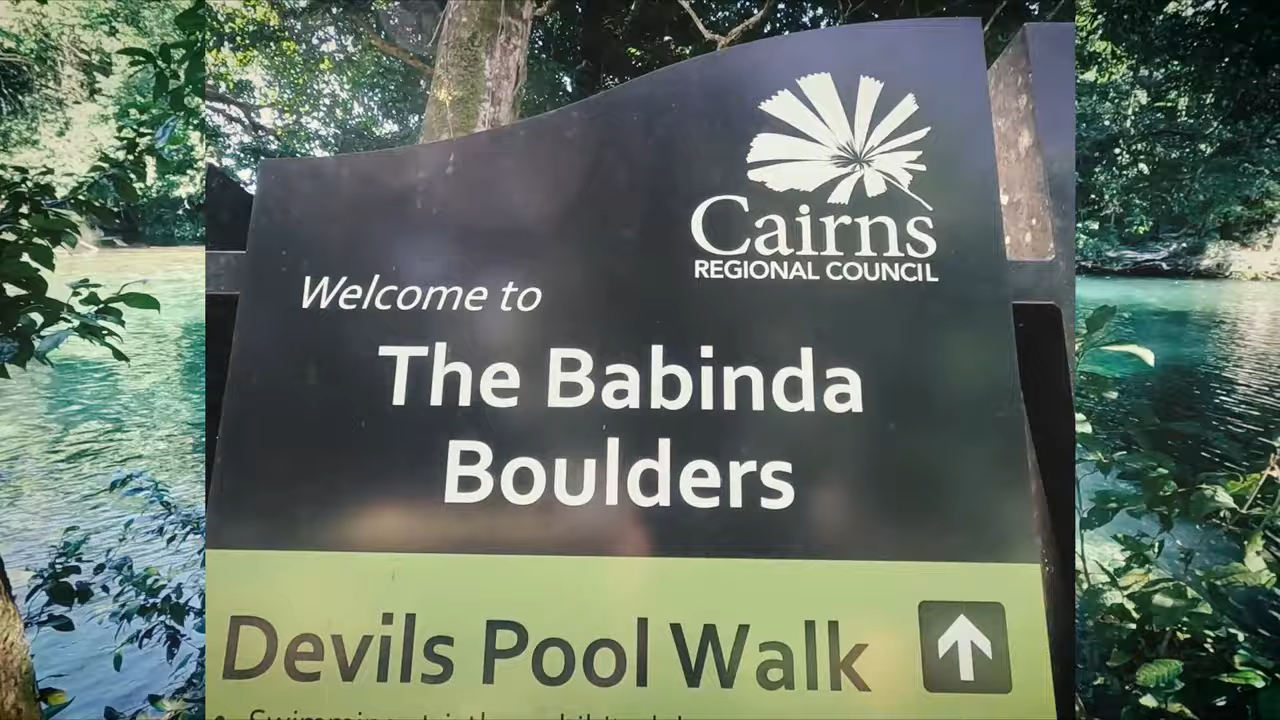 Cairns
REGIONAL COUNCIL
Welcome to
The Babinda
Boulders
Devils Pool Walk